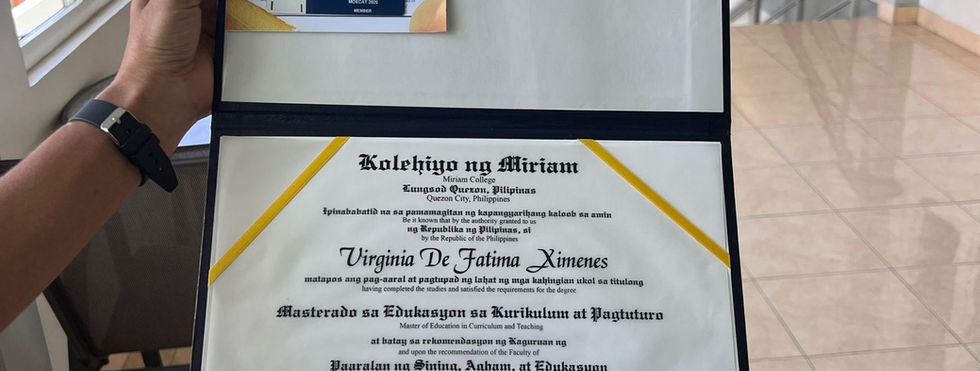 MOECAT 2025
MEMBER
Kolehiyo ng Miriam
Miriam College
Lungsod Quezon, Pilipinas
Quezon City, Philippines
Ipinababatid na sa pamamagitan ng kapangyarihang kaloob sa amin
Be it known that by the authority granted to us
ng Republika ng Pilipinas, si
by the Republic of the Philippines
Virginia De Fatima Ximenes
matapos ang pag-aaral at pagtupad ng lahat ng mga kahingian ukol sa titulong
having completed the studies and satisfied the requirements for the degree
Masterado sa Edukasyon sa Kurikulum at Pagtuturo
Master of Education in Curriculum and Teaching
at batay sa rekomendasyon ng Kaguruan ng
and upon the recommendation of the Faculty of
Paaralan ng Sining, Agham, at Edukasyon